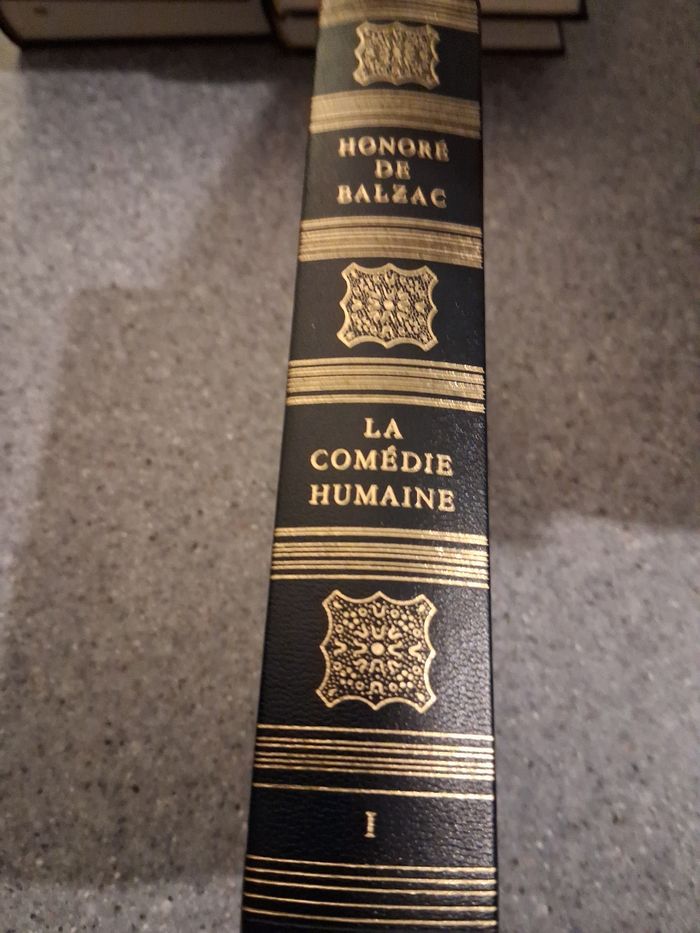 HONORÉ
DE
BALZAC
LA
COMÉDIE
HUMAINE
I